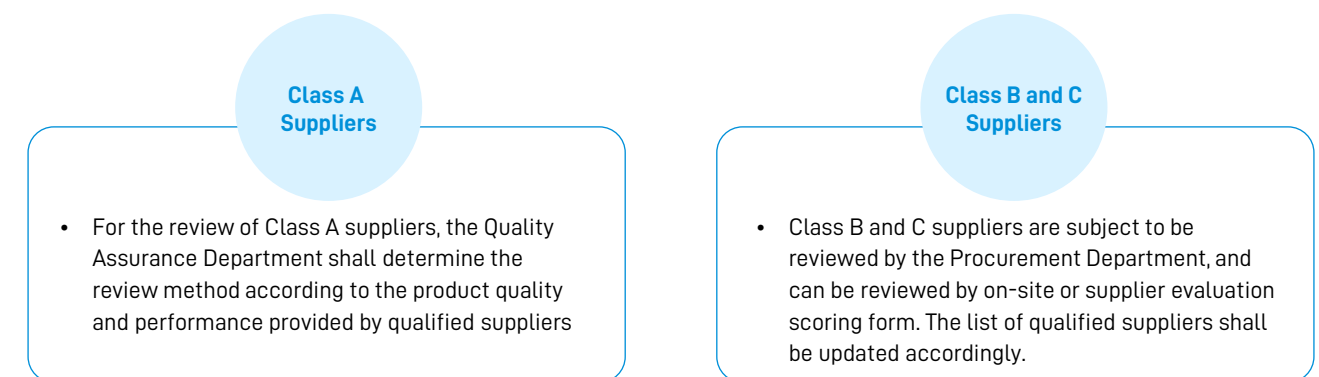 Class A
Suppliers
• For the review of Class A suppliers, the Quality
Assurance Department shall determine the
review method according to the product quality
and performance provided by qualified suppliers
Class B and C
Suppliers
• Class B and C suppliers are subject to be
reviewed by the Procurement Department, and
can be reviewed by on-site or supplier evaluation
scoring form. The list of qualified suppliers shall
be updated accordingly.